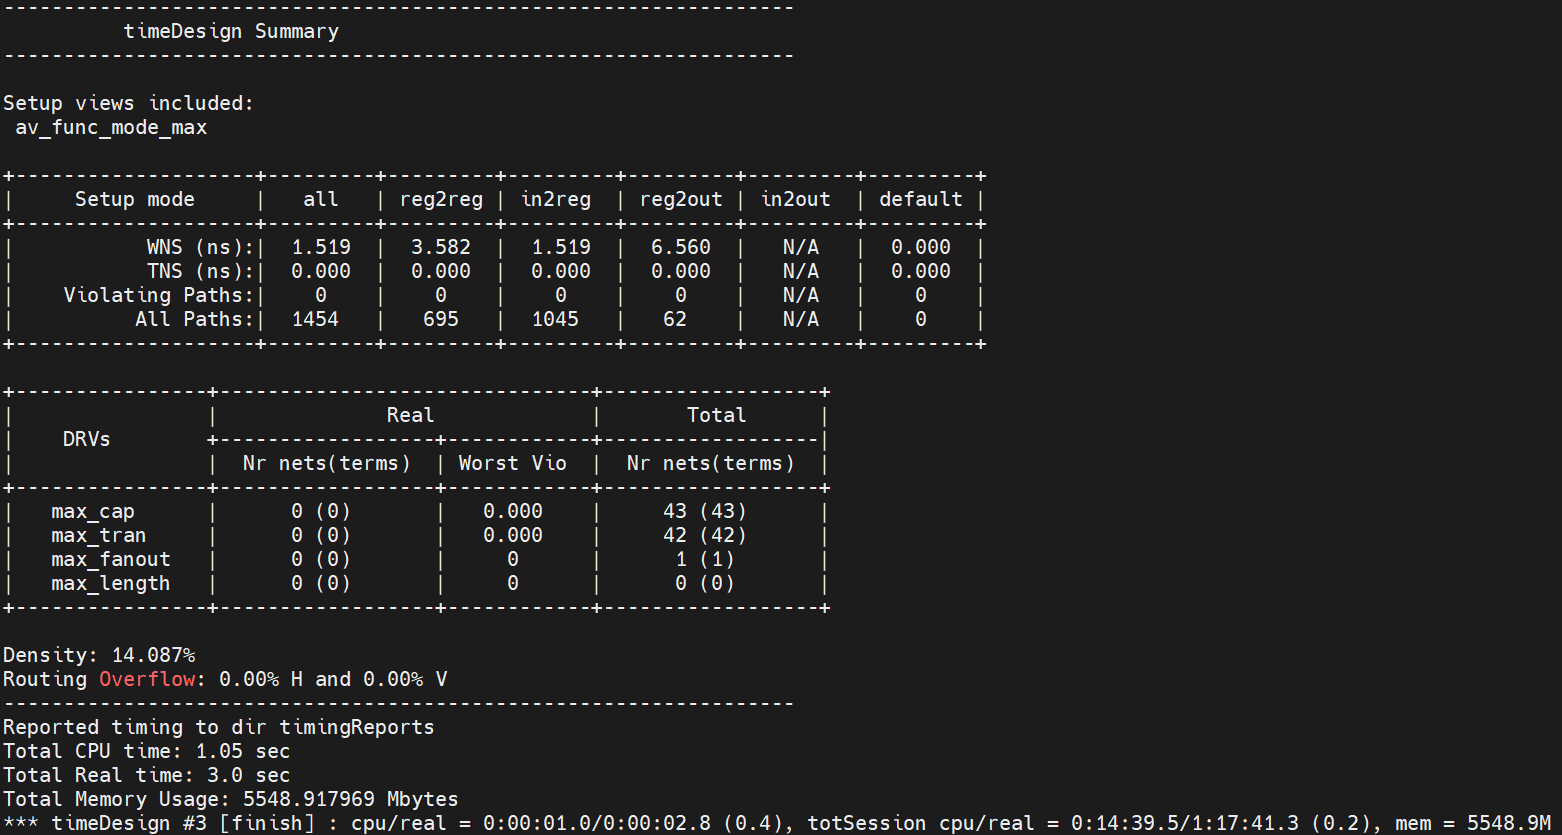 ------------------------------------------------------------------
          timeDesign Summary
------------------------------------------------------------------

Setup views included:
 av_func_mode_max

+--------------------+---------+---------+---------+---------+---------+---------+
|     Setup mode     |   all   | reg2reg | in2reg  | reg2out | in2out  | default |
+--------------------+---------+---------+---------+---------+---------+---------+
|           WNS (ns):|  1.519  |  3.582  |  1.519  |  6.560  |   N/A   |  0.000  |
|           TNS (ns):|  0.000  |  0.000  |  0.000  |  0.000  |   N/A   |  0.000  |
|    Violating Paths:|    0    |    0    |    0    |    0    |   N/A   |    0    |
|          All Paths:|  1454   |   695   |  1045   |   62    |   N/A   |    0    |
+--------------------+---------+---------+---------+---------+---------+---------+

+----------------+-------------------------------+------------------+
|                |              Real             |       Total      |
|    DRVs        +------------------+------------+------------------|
|                |  Nr nets(terms)  | Worst Vio  |  Nr nets(terms)  |
+----------------+------------------+------------+------------------+
|   max_cap      |      0 (0)       |   0.000    |     43 (43)      |
|   max_tran     |      0 (0)       |   0.000    |     42 (42)      |
|   max_fanout   |      0 (0)       |     0      |      1 (1)       |
|   max_length   |      0 (0)       |     0      |      0 (0)       |
+----------------+------------------+------------+------------------+

Density: 14.087%
Routing Overflow: 0.00% H and 0.00% V
------------------------------------------------------------------
Reported timing to dir timingReports
Total CPU time: 1.05 sec
Total Real time: 3.0 sec
Total Memory Usage: 5548.917969 Mbytes
*** timeDesign #3 [finish] : cpu/real = 0:00:01.0/0:00:02.8 (0.4), totSession cpu/real = 0:14:39.5/1:17:41.3 (0.2), mem = 5548.9M